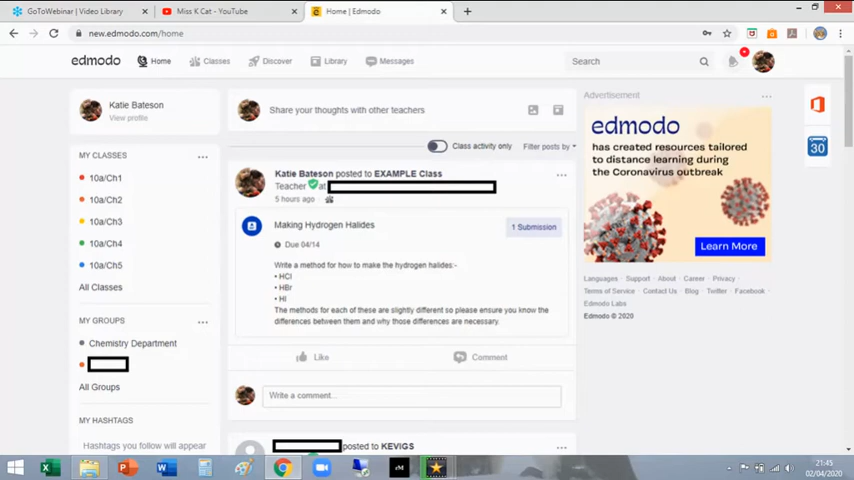 GoToWebinar | Video Library
Miss K Cat - YouTube
Home | Edmodo
new.edmodo.com/home
edmodo
Home
Classes
Discover
Library
Messages
Search
Katie Bateson
View profile
MY CLASSES
10a/Ch1
10a/Ch2
10a/Ch3
10a/Ch4
10a/Ch5
All Classes
MY GROUPS
Chemistry Department
All Groups
MY HASHTAGS
Hashtags you follow will appear
Share your thoughts with other teachers
Class activity only
Filter posts by
Katie Bateson posted to EXAMPLE Class
Teacher at
5 hours ago
Making Hydrogen Halides
1 Submission
Due 04/14
Write a method for how to make the hydrogen halides:-
• HCl
• HBr
• HI
The methods for each of these are slightly different so please ensure you know the
differences between them and why those differences are necessary.
Like
Comment
Write a comment...
posted to KEVIGS
Advertisement
edmodo
has created resources tailored
to distance learning during
the Coronavirus outbreak
Learn More
Languages Support About Career Privacy
Terms of Service Contact Us Blog Twitter Facebook
Edmodo Labs
Edmodo © 2020
30
rM
21:45
02/04/2020